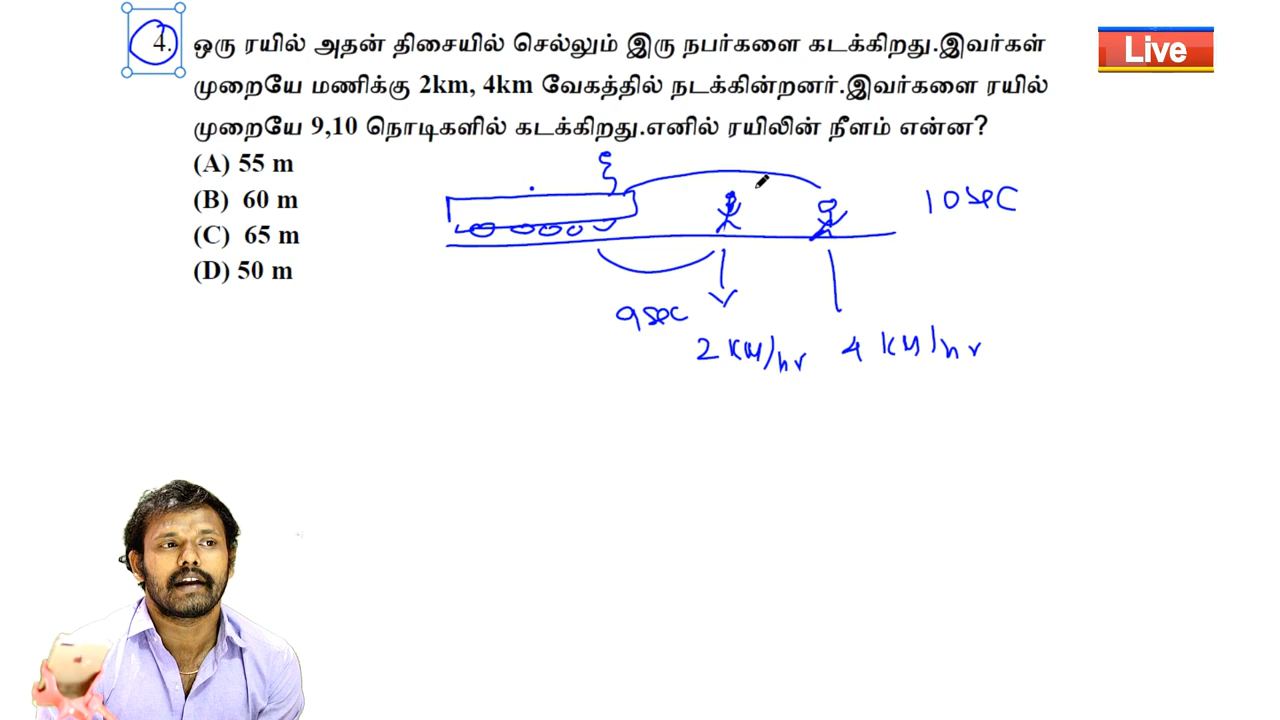 4. ஒரு ரயில் அதன் திசையில் செல்லும் இரு நபர்களை கடக்கிறது.இவர்கள்
முறையே மணிக்கு 2km, 4km வேகத்தில் நடக்கின்றனர்.இவர்களை ரயில்
முறையே 9,10 நொடிகளில் கடக்கிறது.எனில் ரயிலின் நீளம் என்ன?
(A) 55 m
(B) 60 m
(C) 65 m
(D) 50 m
Live
10 sec
9 sec
2 KM/hr 4 KM/hr